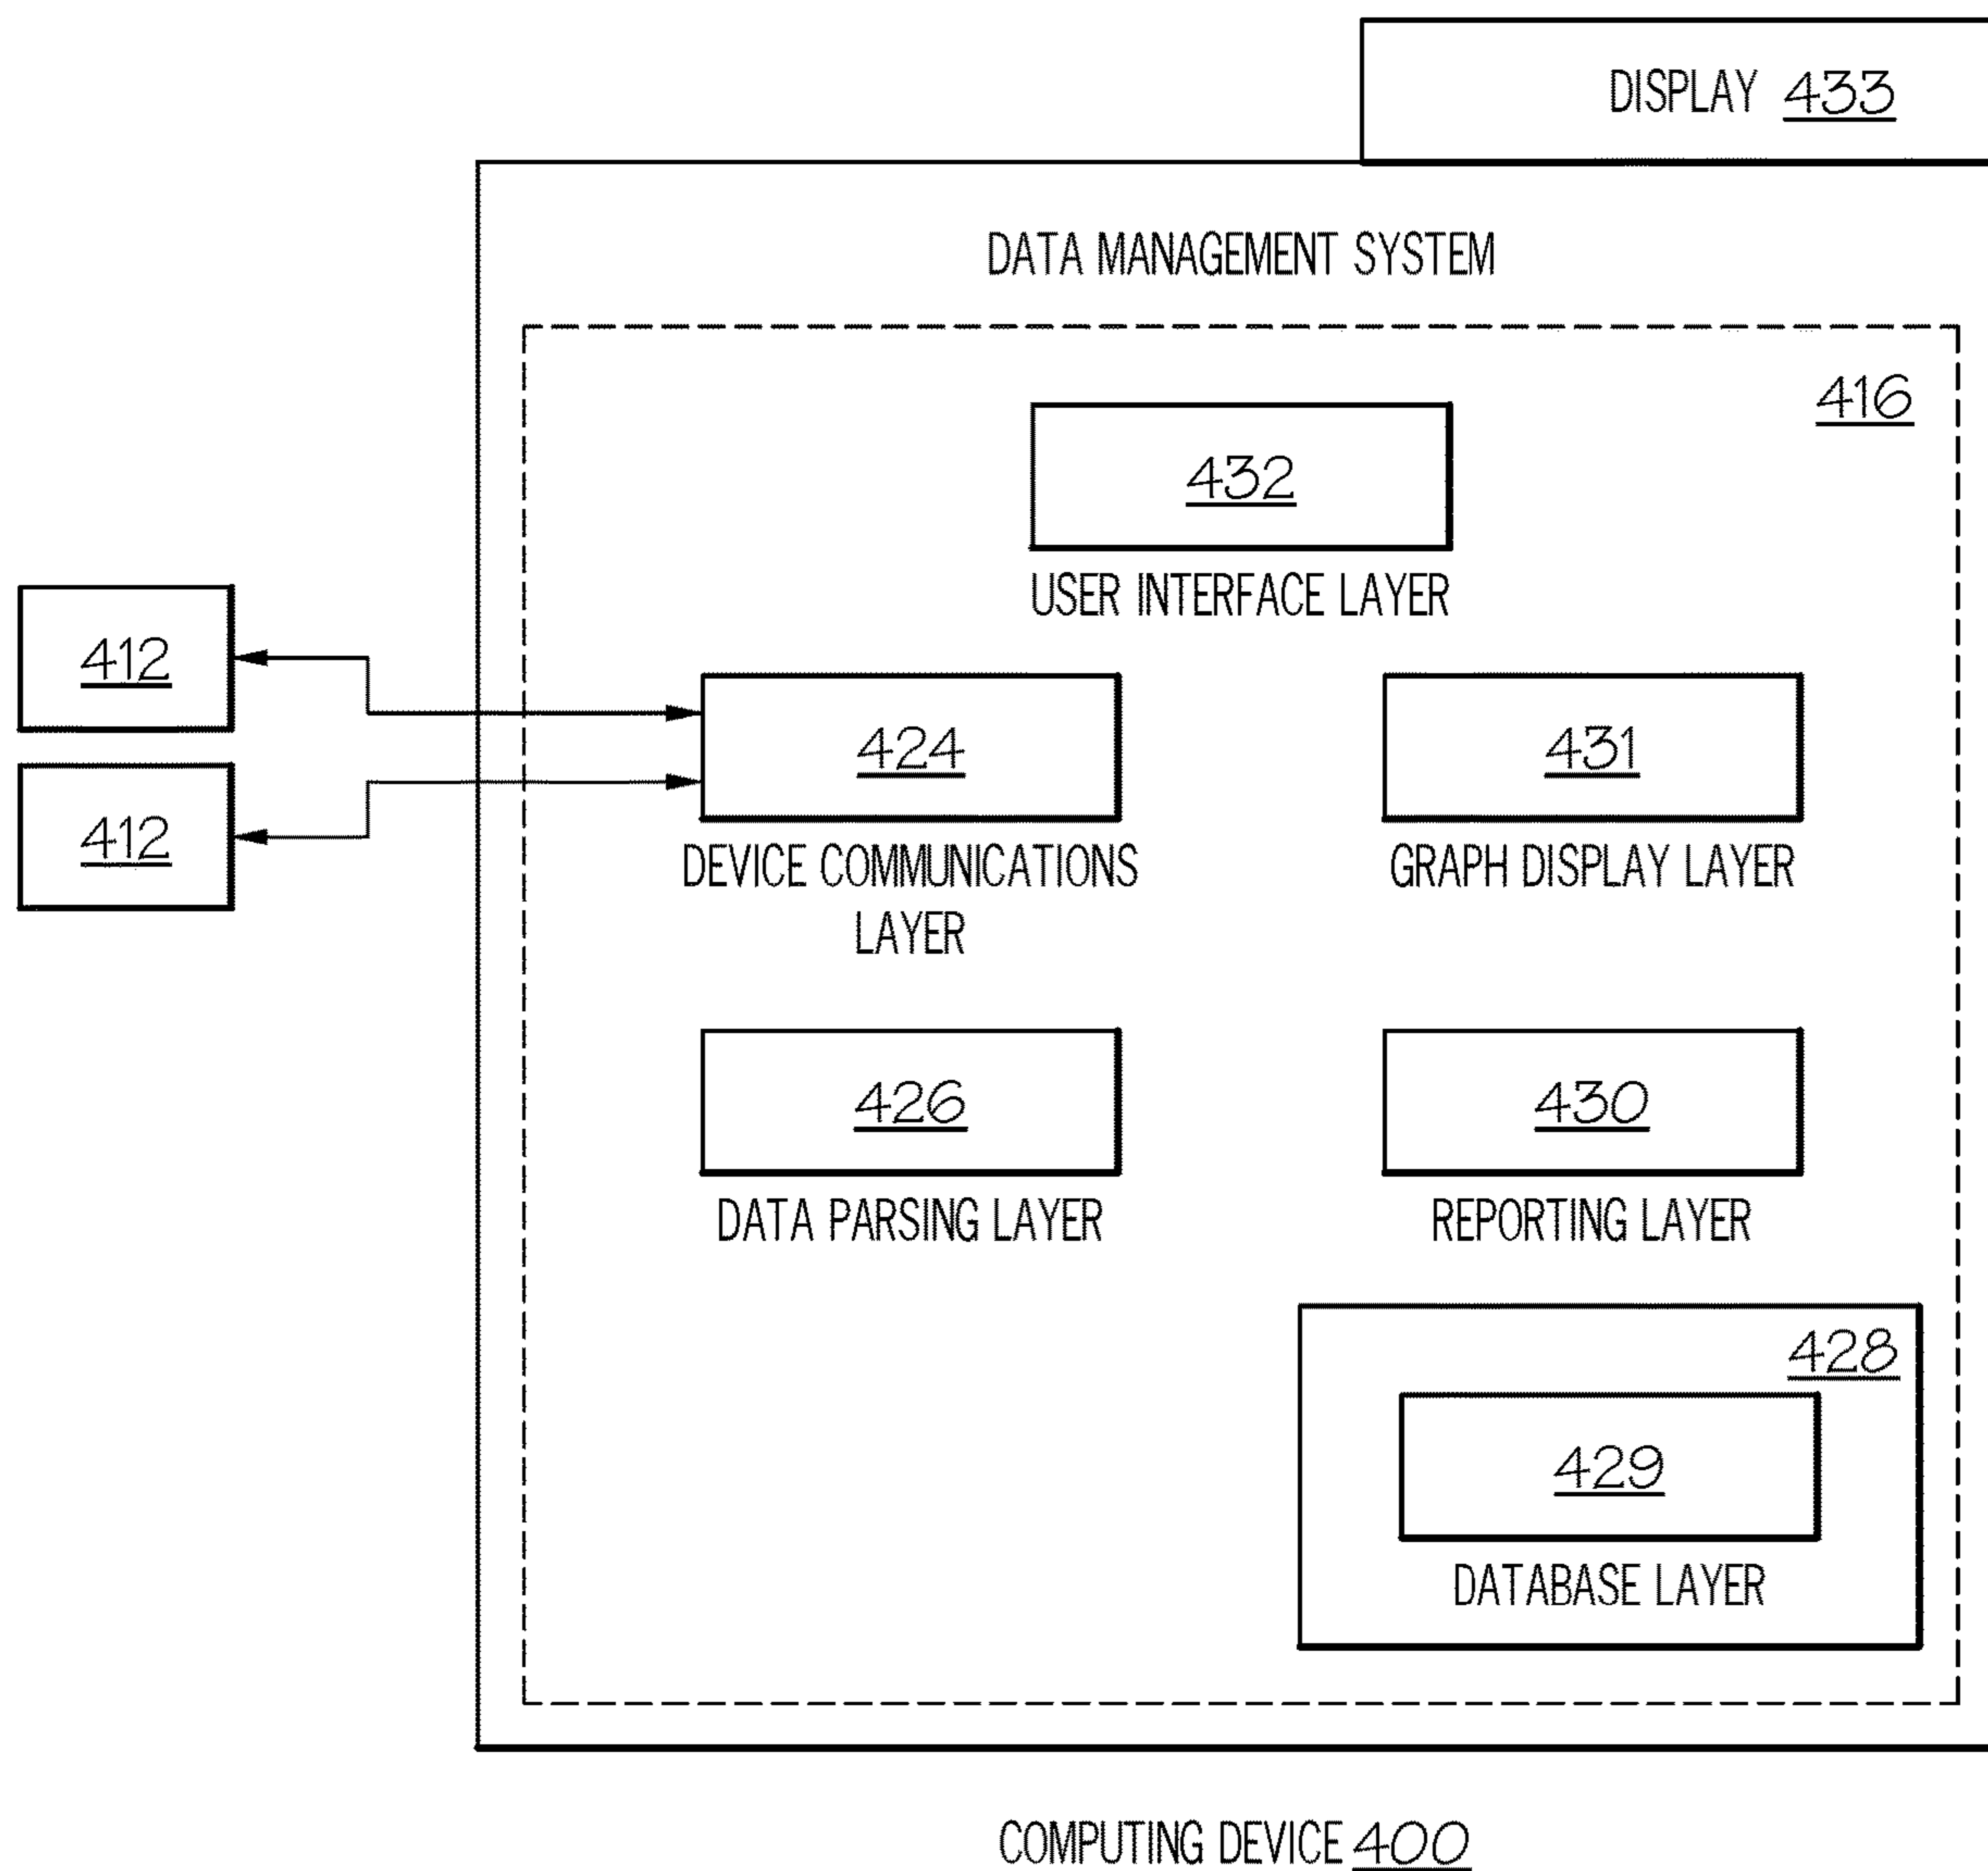 DISPLAY 433
DATA MANAGEMENT SYSTEM
416
432
USER INTERFACE LAYER
412
412
424
DEVICE COMMUNICATIONS
LAYER
431
GRAPH DISPLAY LAYER
426
DATA PARSING LAYER
430
REPORTING LAYER
428
429
DATABASE LAYER
COMPUTING DEVICE 400